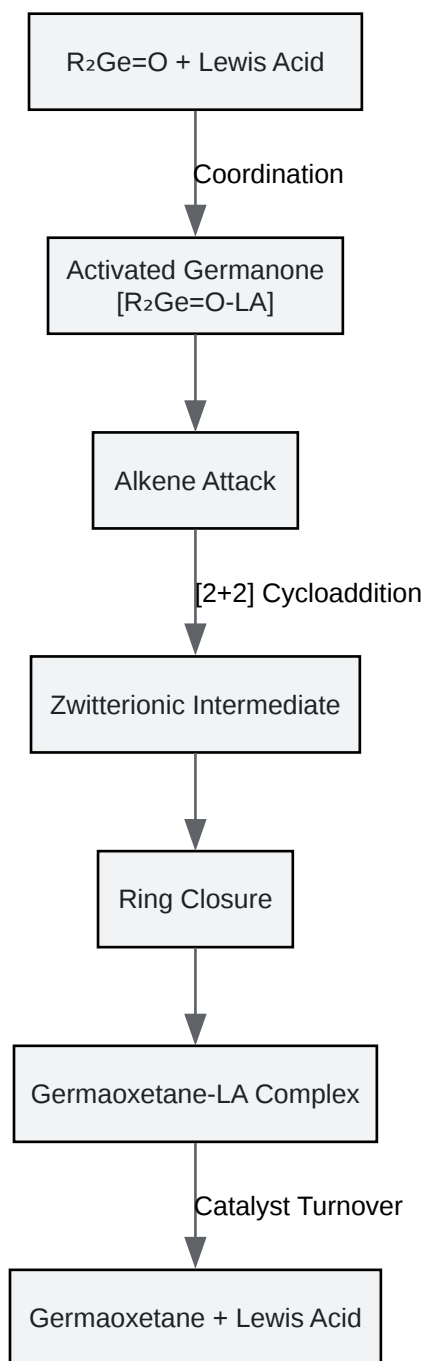 R₂Ge=O + Lewis Acid
Coordination
Activated Germanone
[R₂Ge=O-LA]
Alkene Attack
[2+2] Cycloaddition
Zwitterionic Intermediate
Ring Closure
Germaoxetane-LA Complex
Catalyst Turnover
Germaoxetane + Lewis Acid